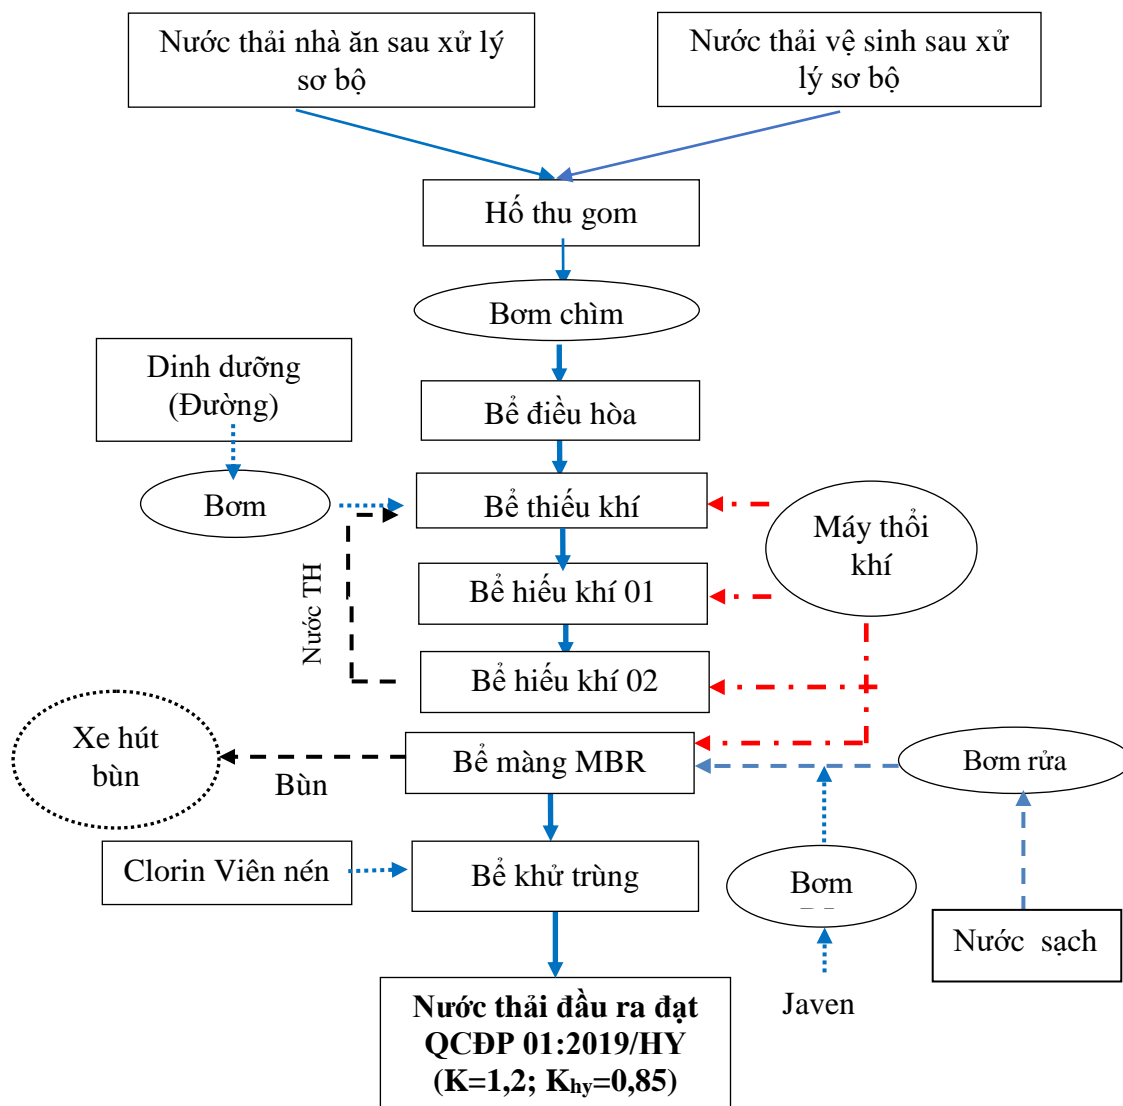 Nước thải nhà ăn sau xử lý
sơ bộ
Nước thải vệ sinh sau xử
lý sơ bộ
Hố thu gom
Bơm chìm
Dinh dưỡng
(Đường)
Bể điều hòa
Bơm
Bể thiếu khí
Máy thổi
khí
Nước TH
Bể hiếu khí 01
Bể hiếu khí 02
Xe hút
bùn
Bùn
Bể màng MBR
Bơm rửa
Clorin Viên nén
Bể khử trùng
Bơm
Nước sạch
Javen
Nước thải đầu ra đạt
QCĐP 01:2019/HY
(K=1,2; Khy=0,85)